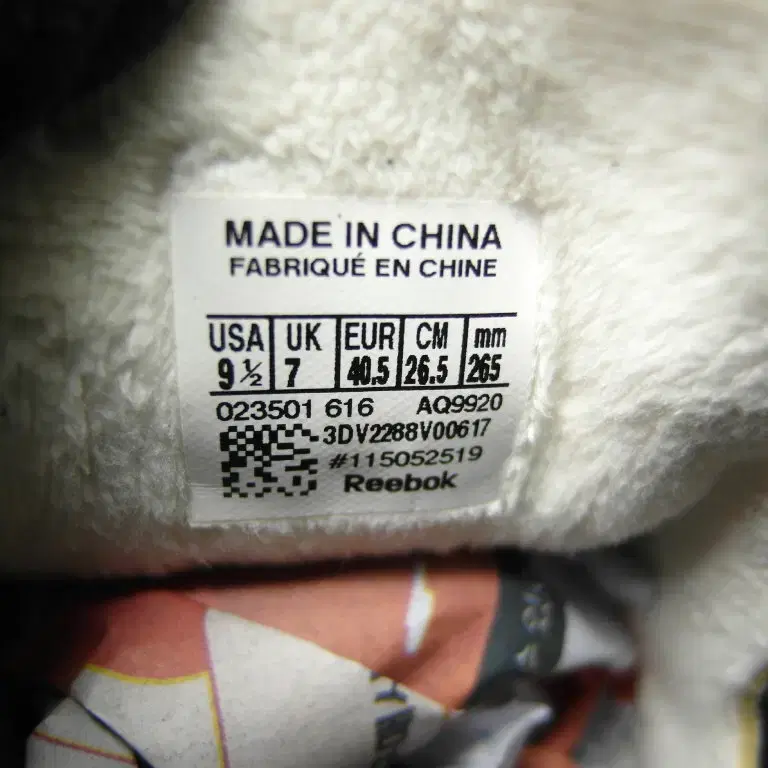 MADE IN CHINA
FABRIQUÉ EN CHINE
USA UK EUR CM mm
9 ½ 7 40.5 26.5 265
023501 616 AQ9920
3DV2288V00617
#115052519
Reebok